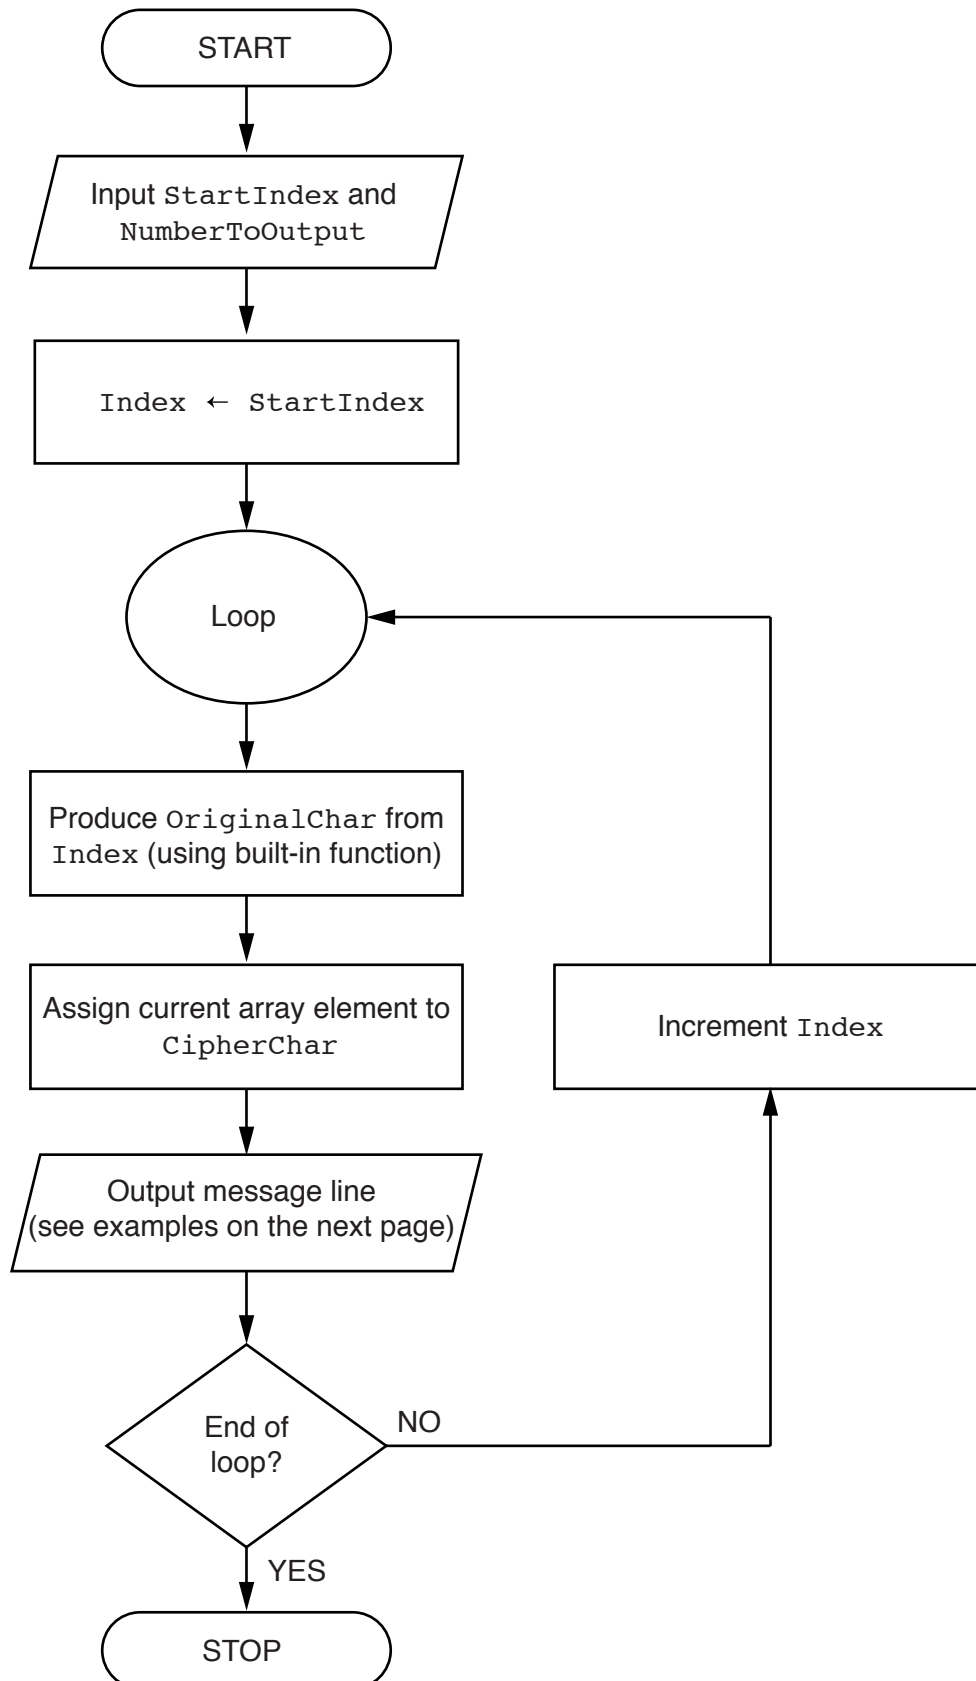 START
Input StartIndex and
NumberToOutput
Index ← StartIndex
Loop
Produce OriginalChar from
Index (using built-in function)
Assign current array element to
CipherChar
Increment Index
Output message line
(see examples on the next page)
End of
loop?
NO
YES
STOP